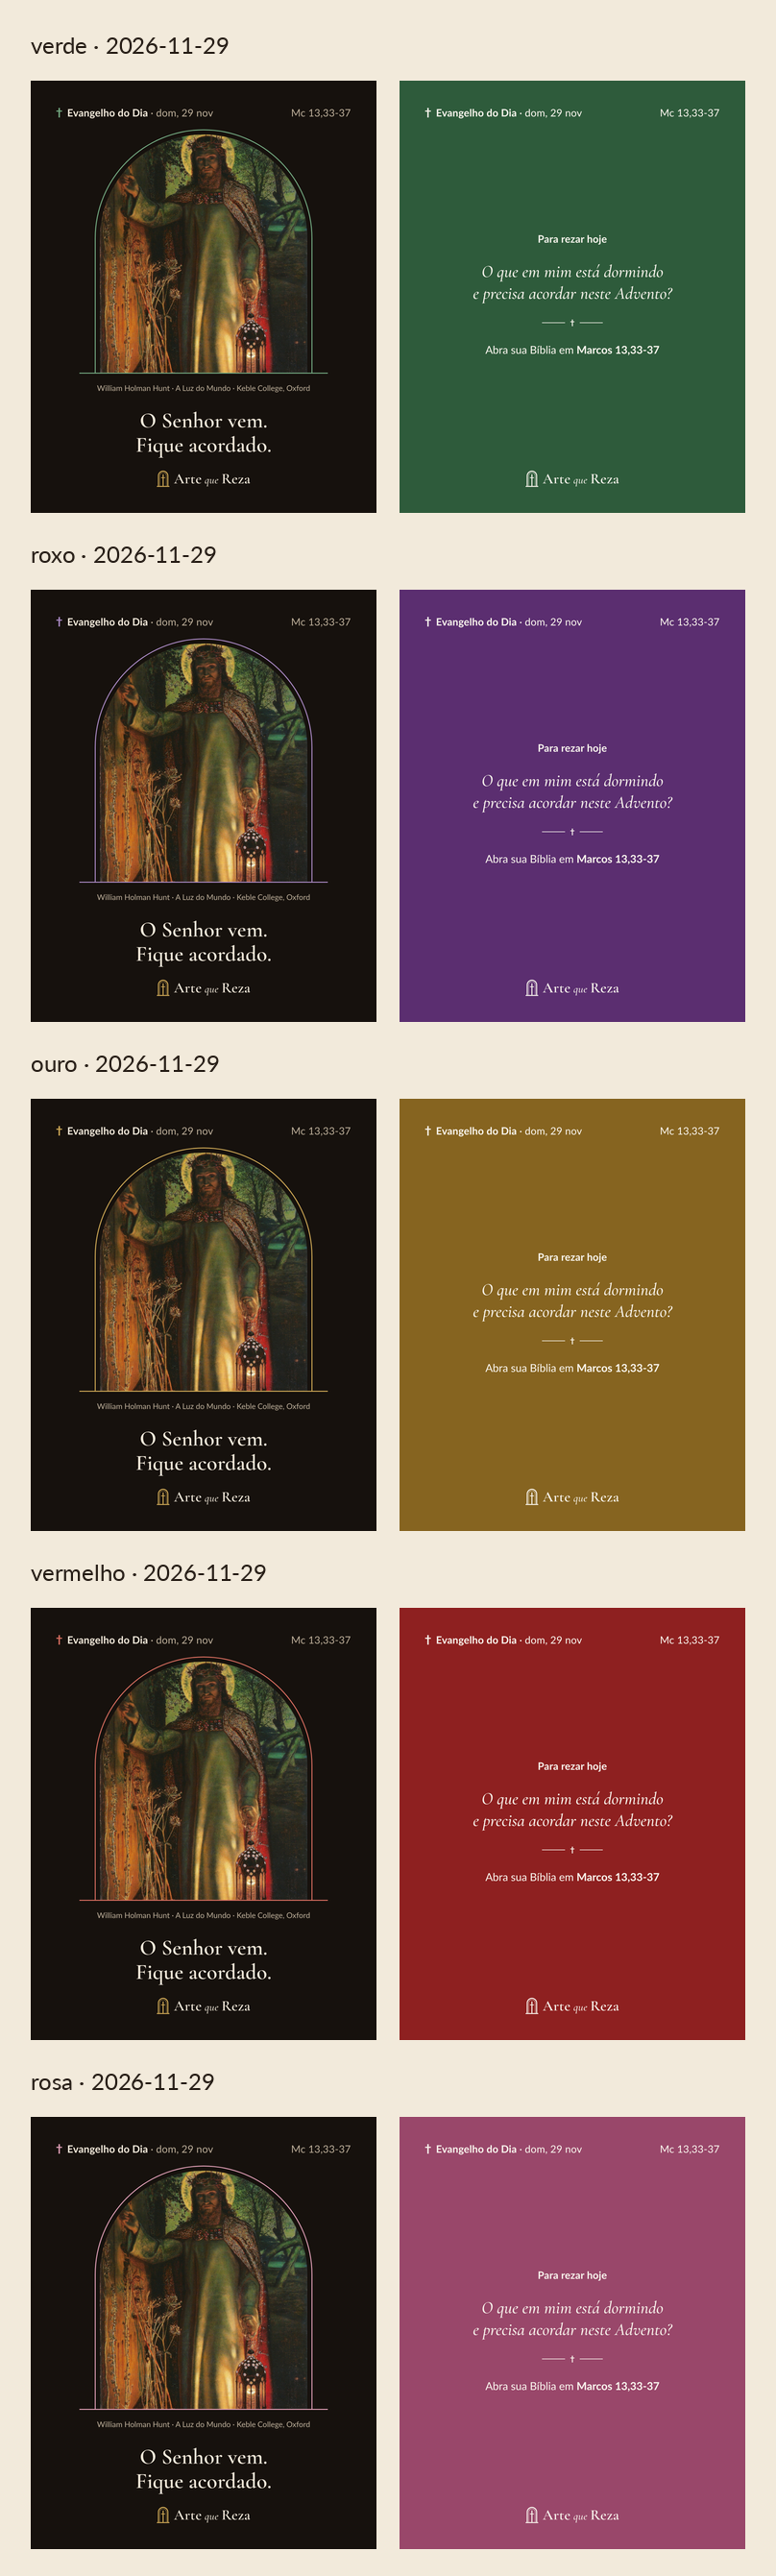 verde · 2026-11-29
✝ Evangelho do Dia · dom, 29 nov Mc 13,33-37
William Holman Hunt · A Luz do Mundo · Keble College, Oxford
O Senhor vem.
Fique acordado.
Arte que Reza
✝ Evangelho do Dia · dom, 29 nov Mc 13,33-37
Para rezar hoje
O que em mim está dormindo
e precisa acordar neste Advento?
Abra sua Bíblia em Marcos 13,33-37
Arte que Reza
roxo · 2026-11-29
✝ Evangelho do Dia · dom, 29 nov Mc 13,33-37
William Holman Hunt · A Luz do Mundo · Keble College, Oxford
O Senhor vem.
Fique acordado.
Arte que Reza
✝ Evangelho do Dia · dom, 29 nov Mc 13,33-37
Para rezar hoje
O que em mim está dormindo
e precisa acordar neste Advento?
Abra sua Bíblia em Marcos 13,33-37
Arte que Reza
ouro · 2026-11-29
✝ Evangelho do Dia · dom, 29 nov Mc 13,33-37
William Holman Hunt · A Luz do Mundo · Keble College, Oxford
O Senhor vem.
Fique acordado.
Arte que Reza
✝ Evangelho do Dia · dom, 29 nov Mc 13,33-37
Para rezar hoje
O que em mim está dormindo
e precisa acordar neste Advento?
Abra sua Bíblia em Marcos 13,33-37
Arte que Reza
vermelho · 2026-11-29
✝ Evangelho do Dia · dom, 29 nov Mc 13,33-37
William Holman Hunt · A Luz do Mundo · Keble College, Oxford
O Senhor vem.
Fique acordado.
Arte que Reza
✝ Evangelho do Dia · dom, 29 nov Mc 13,33-37
Para rezar hoje
O que em mim está dormindo
e precisa acordar neste Advento?
Abra sua Bíblia em Marcos 13,33-37
Arte que Reza
rosa · 2026-11-29
✝ Evangelho do Dia · dom, 29 nov Mc 13,33-37
William Holman Hunt · A Luz do Mundo · Keble College, Oxford
O Senhor vem.
Fique acordado.
Arte que Reza
✝ Evangelho do Dia · dom, 29 nov Mc 13,33-37
Para rezar hoje
O que em mim está dormindo
e precisa acordar neste Advento?
Abra sua Bíblia em Marcos 13,33-37
Arte que Reza